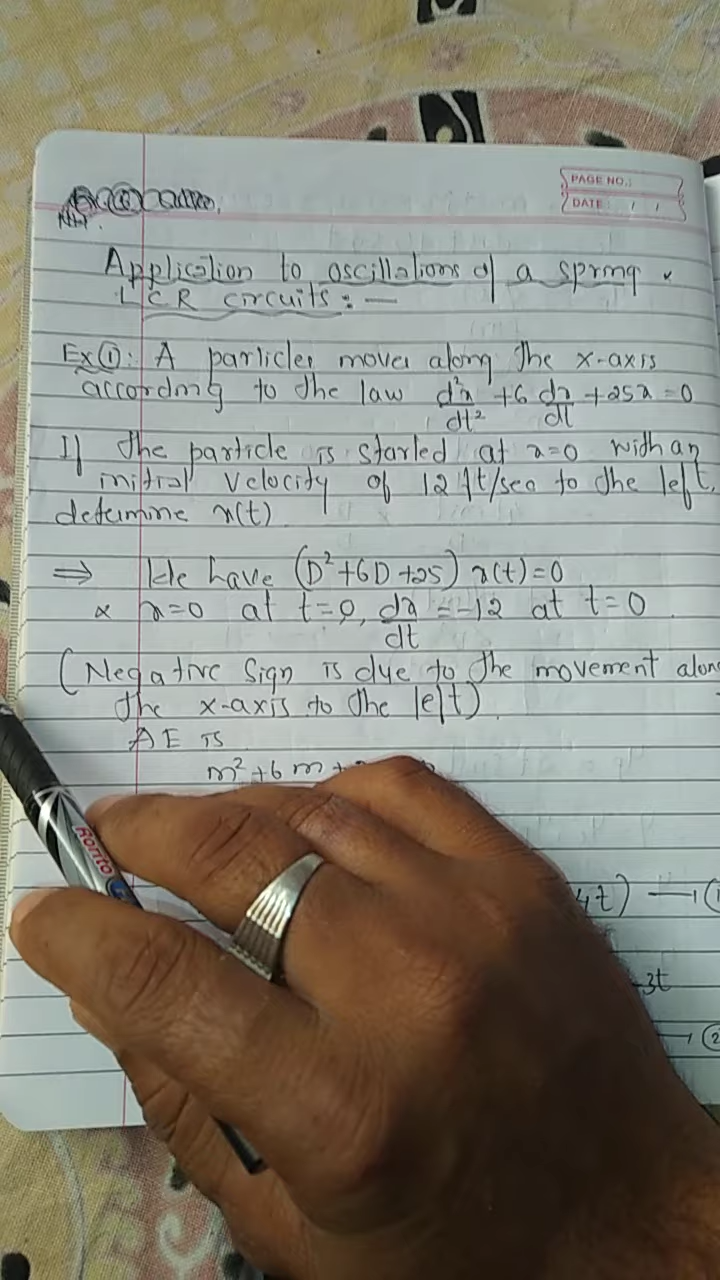 PAGE NO.:
DATE: / /
Application to oscillations of a spring &
LCR circuits: —
Ex①: A particles moves along the x-axis
according to the law d²x/dt² + 6 dx/dt + 25x = 0
If the particle is started at x=0 with an
initial velocity of 12 ft/sec to the left,
determine x(t)
⇒ We have (D²+6D+25) x(t)=0
& x=0 at t=0, dx/dt = -12 at t=0
(Negative Sign is due to the movement along
the x-axis to the left)
AE is
m²+6m+
4t) — (1
-3t
— (2
Rorito